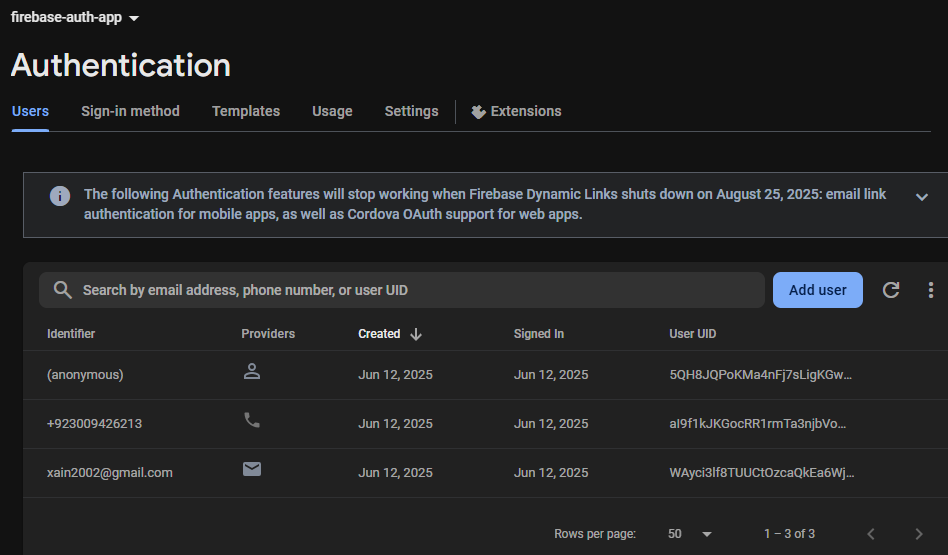 firebase-auth-app
Authentication
Users Sign-in method Templates Usage Settings Extensions
The following Authentication features will stop working when Firebase Dynamic Links shuts down on August 25, 2025: email link
authentication for mobile apps, as well as Cordova OAuth support for web apps.
Search by email address, phone number, or user UID Add user
Identifier Providers Created Signed In User UID
(anonymous) Jun 12, 2025 Jun 12, 2025 5QH8JQPoKMa4nFj7sLigKGw...
+923009426213 Jun 12, 2025 Jun 12, 2025 aI9f1kJKGocRR1rmTa3njbVo...
xain2002@gmail.com Jun 12, 2025 Jun 12, 2025 WAyci3lf8TUUCtOzcaQkEa6Wj...
Rows per page: 50 1 – 3 of 3